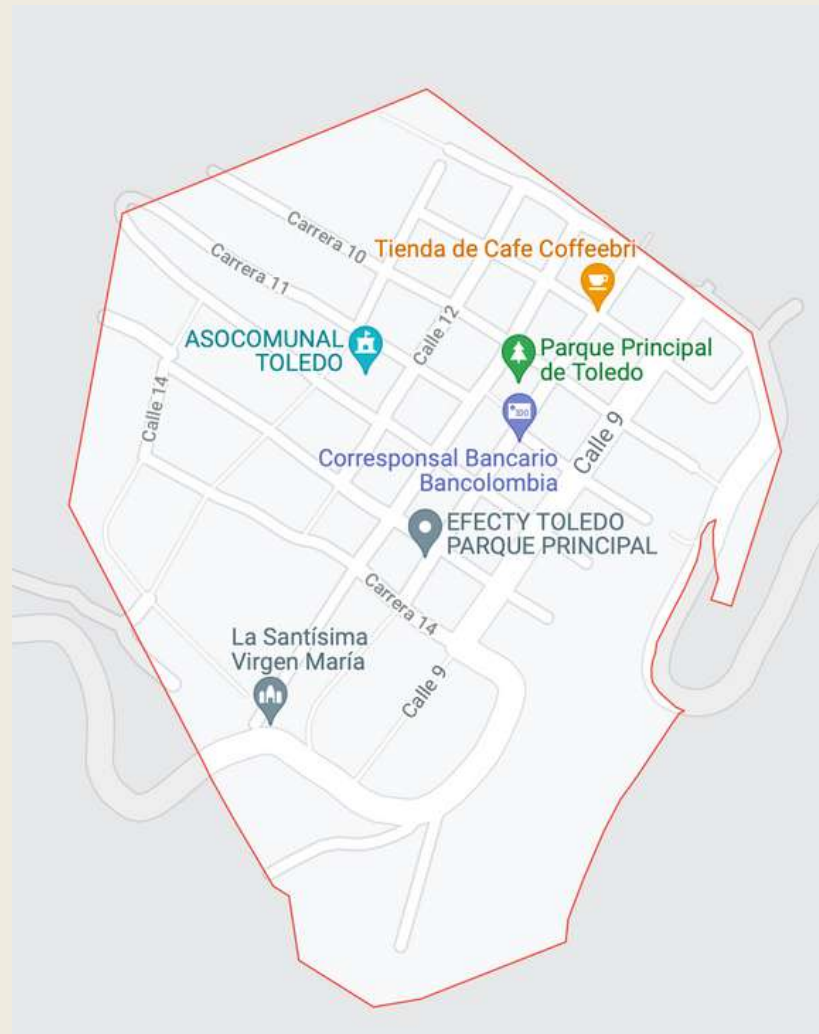 Carrera 10
Tienda de Cafe Coffeebri
Carrera 11
Calle 12
ASOCOMUNAL
TOLEDO
Parque Principal
de Toledo
Calle 14
Calle 9
Corresponsal Bancario
Bancolombia
EFECTY TOLEDO
PARQUE PRINCIPAL
Carrera 14
La Santísima
Virgen María
Calle 9